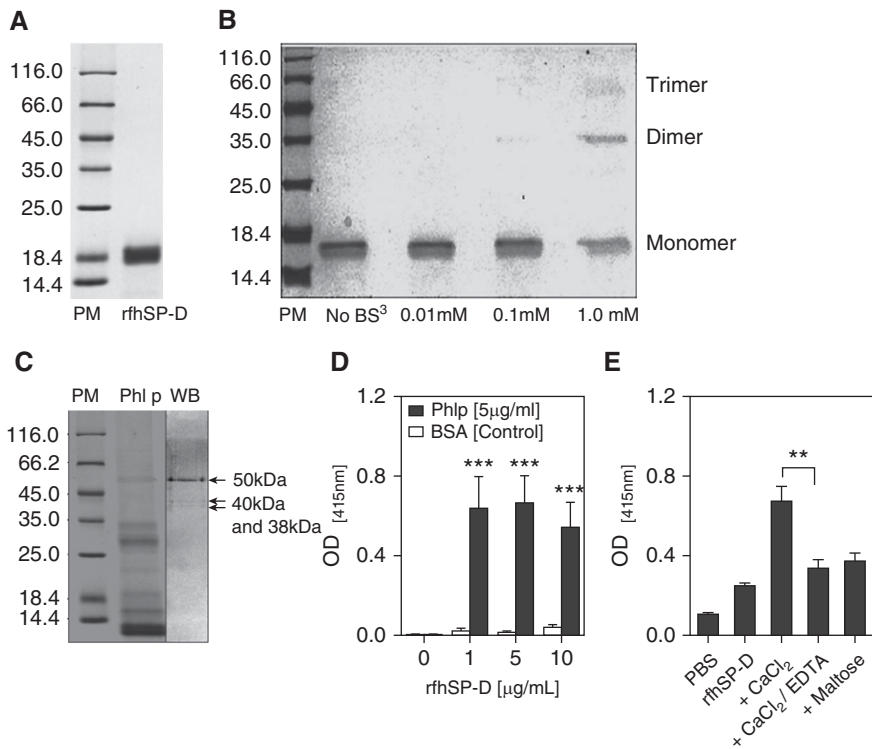 A
116.0
66.0
45.0
35.0
25.0
18.4
14.4
PM rfhSP-D
B
116.0
66.0
45.0
35.0
25.0
18.4
14.4
Trimer
Dimer
Monomer
PM No BS³ 0.01mM 0.1mM 1.0 mM
C
PM Phl p WB
116.0
66.2
45.0
35.0
25.0
18.4
14.4
50kDa
40kDa
and 38kDa
D
1.2
0.8
0.4
0.0
OD [415nm]
Phlp [5µg/ml]
BSA [Control]
*** *** ***
0 1 5 10
rfhSP-D [µg/mL]
E
1.2
0.8
0.4
0.0
OD [415nm]
**
PBS
rfhSP-D
+ CaCl₂
+ CaCl₂/ EDTA
+ Maltose